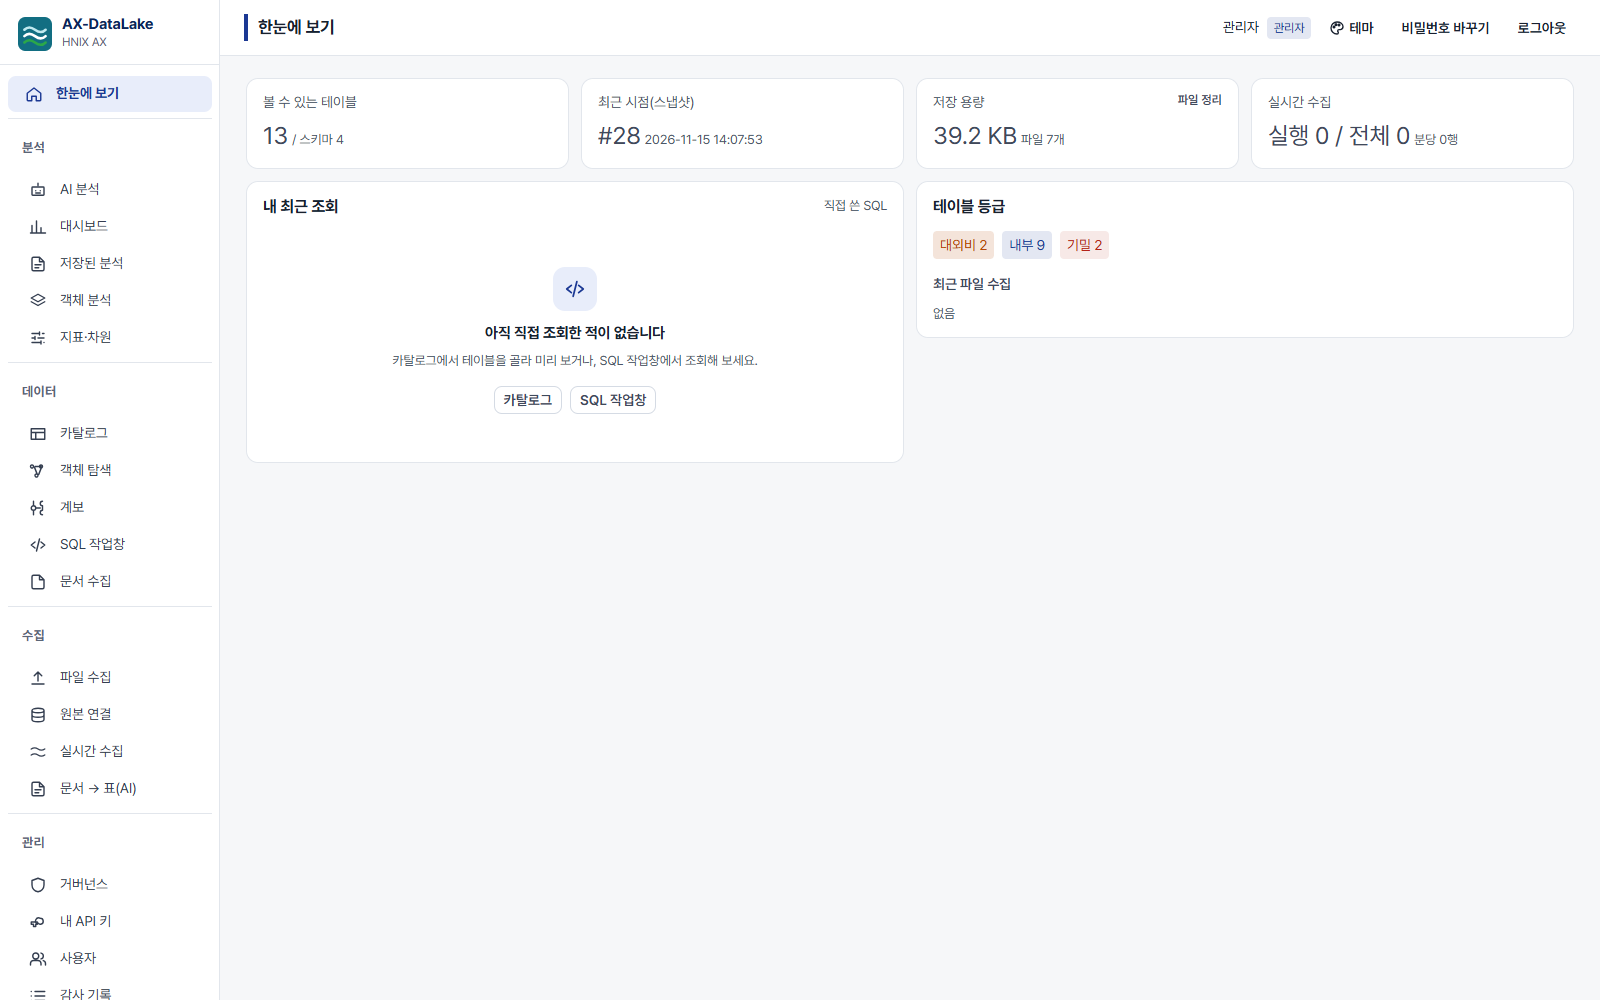 AX-DataLake
HNIX AX
한눈에 보기
분석
AI 분석
대시보드
저장된 분석
객체 분석
지표·차원
데이터
카탈로그
객체 탐색
계보
SQL 작업창
문서 수집
수집
파일 수집
원본 연결
실시간 수집
문서 → 표(AI)
관리
거버넌스
내 API 키
사용자
감사 기록
한눈에 보기
관리자 관리자 테마 비밀번호 바꾸기 로그아웃
볼 수 있는 테이블
13 / 스키마 4
최근 시점(스냅샷)
#28 2026-11-15 14:07:53
저장 용량 파일 정리
39.2 KB 파일 7개
실시간 수집
실행 0 / 전체 0 분당 0행
내 최근 조회 직접 쓴 SQL
아직 직접 조회한 적이 없습니다
카탈로그에서 테이블을 골라 미리 보거나, SQL 작업창에서 조회해 보세요.
카탈로그 SQL 작업창
테이블 등급
대외비 2 내부 9 기밀 2
최근 파일 수집
없음